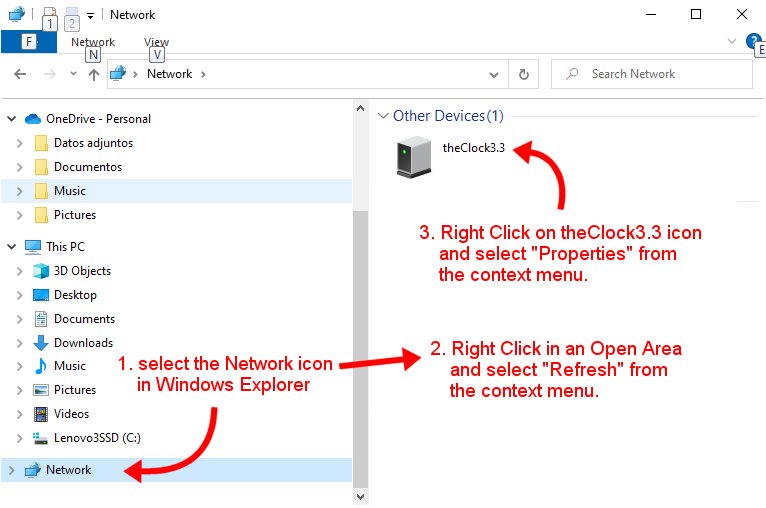 1
2
Network
F
Network
View
N
V
E
Network
Search Network
OneDrive - Personal
Datos adjuntos
Documentos
Music
Pictures
This PC
3D Objects
Desktop
Documents
Downloads
Music
Pictures
Videos
Lenovo3SSD (C:)
Network
Other Devices(1)
theClock3.3
3. Right Click on theClock3.3 icon
and select "Properties" from
the context menu.
1. select the Network icon
in Windows Explorer
2. Right Click in an Open Area
and select "Refresh" from
the context menu.